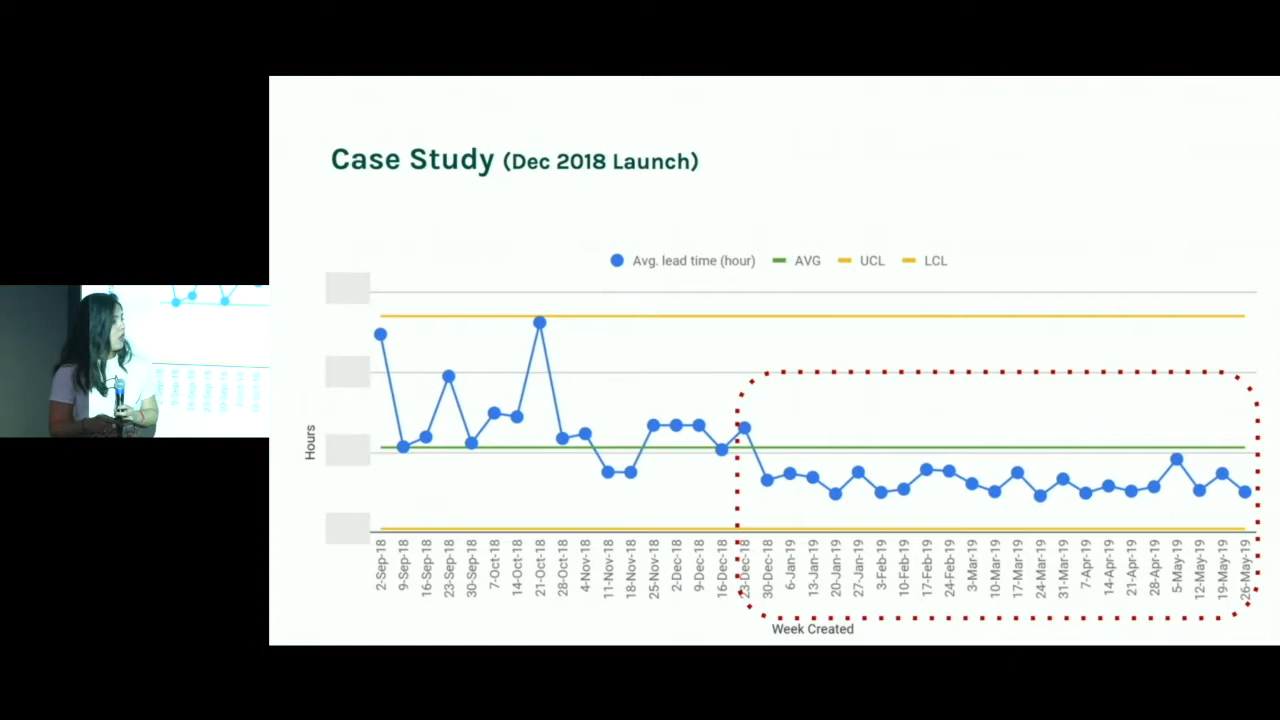 Case Study (Dec 2018 Launch)
Avg. lead time (hour) AVG UCL LCL
Hours
2-Sep-18
9-Sep-18
16-Sep-18
23-Sep-18
30-Sep-18
7-Oct-18
14-Oct-18
21-Oct-18
28-Oct-18
4-Nov-18
11-Nov-18
18-Nov-18
25-Nov-18
2-Dec-18
9-Dec-18
16-Dec-18
23-Dec-18
30-Dec-18
6-Jan-19
13-Jan-19
20-Jan-19
27-Jan-19
3-Feb-19
10-Feb-19
17-Feb-19
24-Feb-19
3-Mar-19
10-Mar-19
17-Mar-19
24-Mar-19
31-Mar-19
7-Apr-19
14-Apr-19
21-Apr-19
28-Apr-19
5-May-19
12-May-19
19-May-19
26-May-19
Week Created